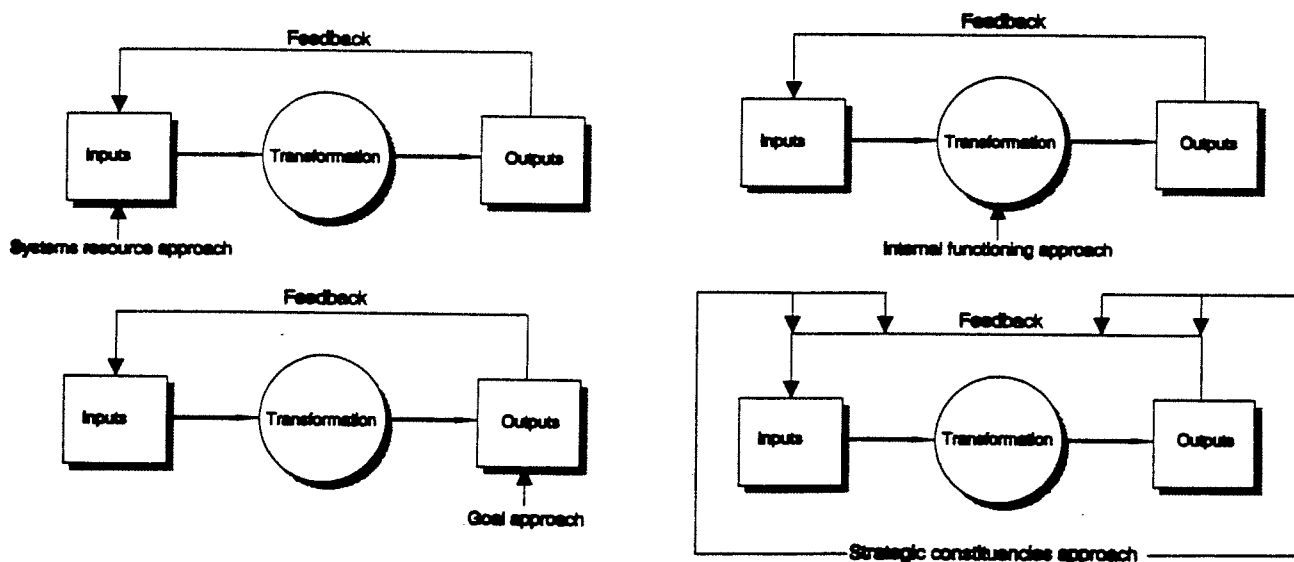 Feedback
Inputs
Transformation
Outputs
Systems resource approach
Feedback
Inputs
Transformation
Outputs
Internal functioning approach
Feedback
Inputs
Transformation
Outputs
Goal approach
Feedback
Inputs
Transformation
Outputs
Strategic constituencies approach